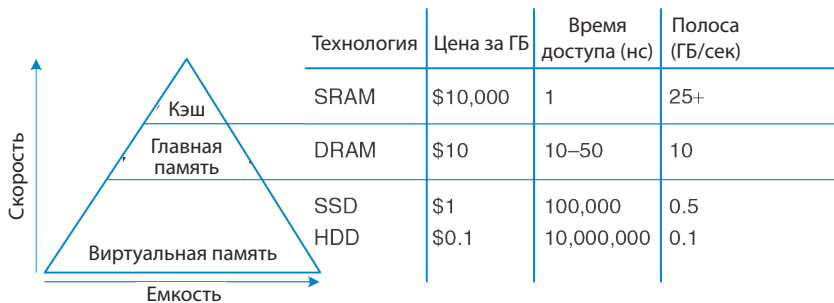 Технология Цена за ГБ Время доступа (нс) Полоса (ГБ/сек)
Кэш SRAM $10,000 1 25+
Главная память DRAM $10 10–50 10
SSD $1 100,000 0.5
Виртуальная память HDD $0.1 10,000,000 0.1
Скорость
Емкость